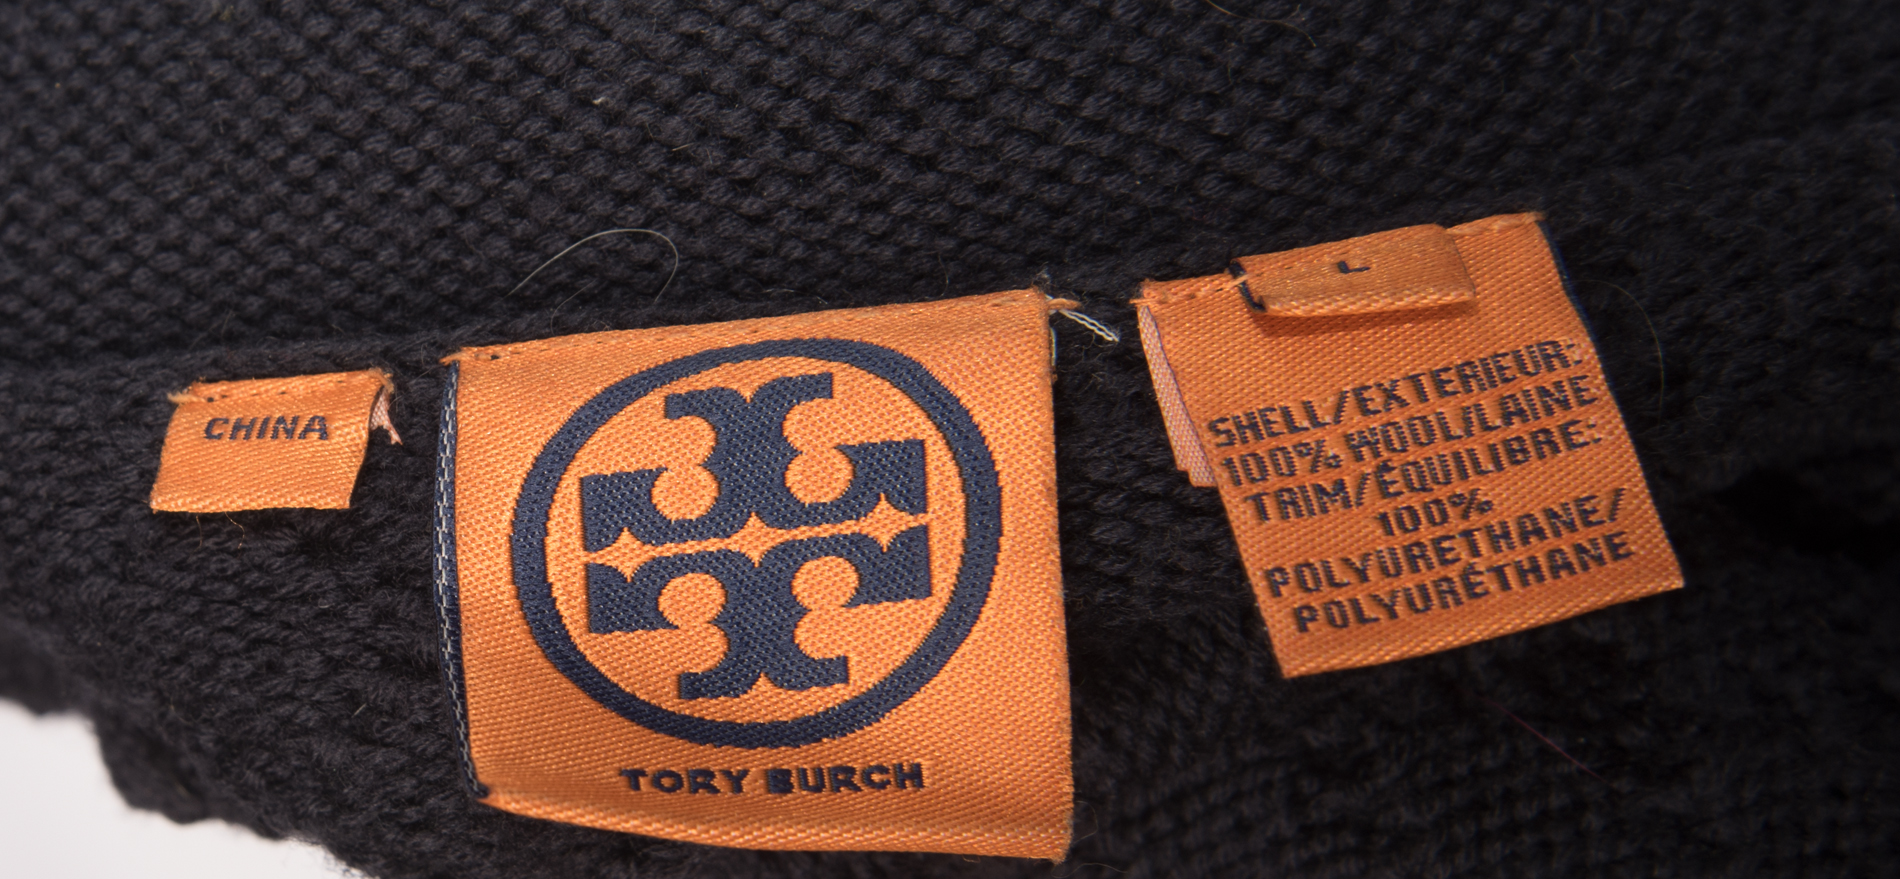 CHINA
TORY BURCH
L
SHELL/EXTERIEUR:
100% WOOL/LAINE
TRIM/ÉQUILIBRE:
100%
POLYURETHANE/
POLYURÉTHANE